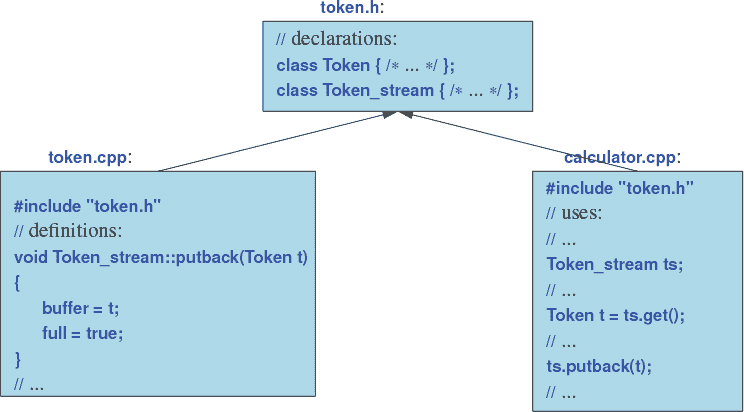 token.h:
// declarations:
class Token { /* ... */ };
class Token_stream { /* ... */ };
token.cpp:
#include "token.h"
// definitions:
void Token_stream::putback(Token t)
{
buffer = t;
full = true;
}
// ...
calculator.cpp:
#include "token.h"
// uses:
// ...
Token_stream ts;
// ...
Token t = ts.get();
// ...
ts.putback(t);
// ...